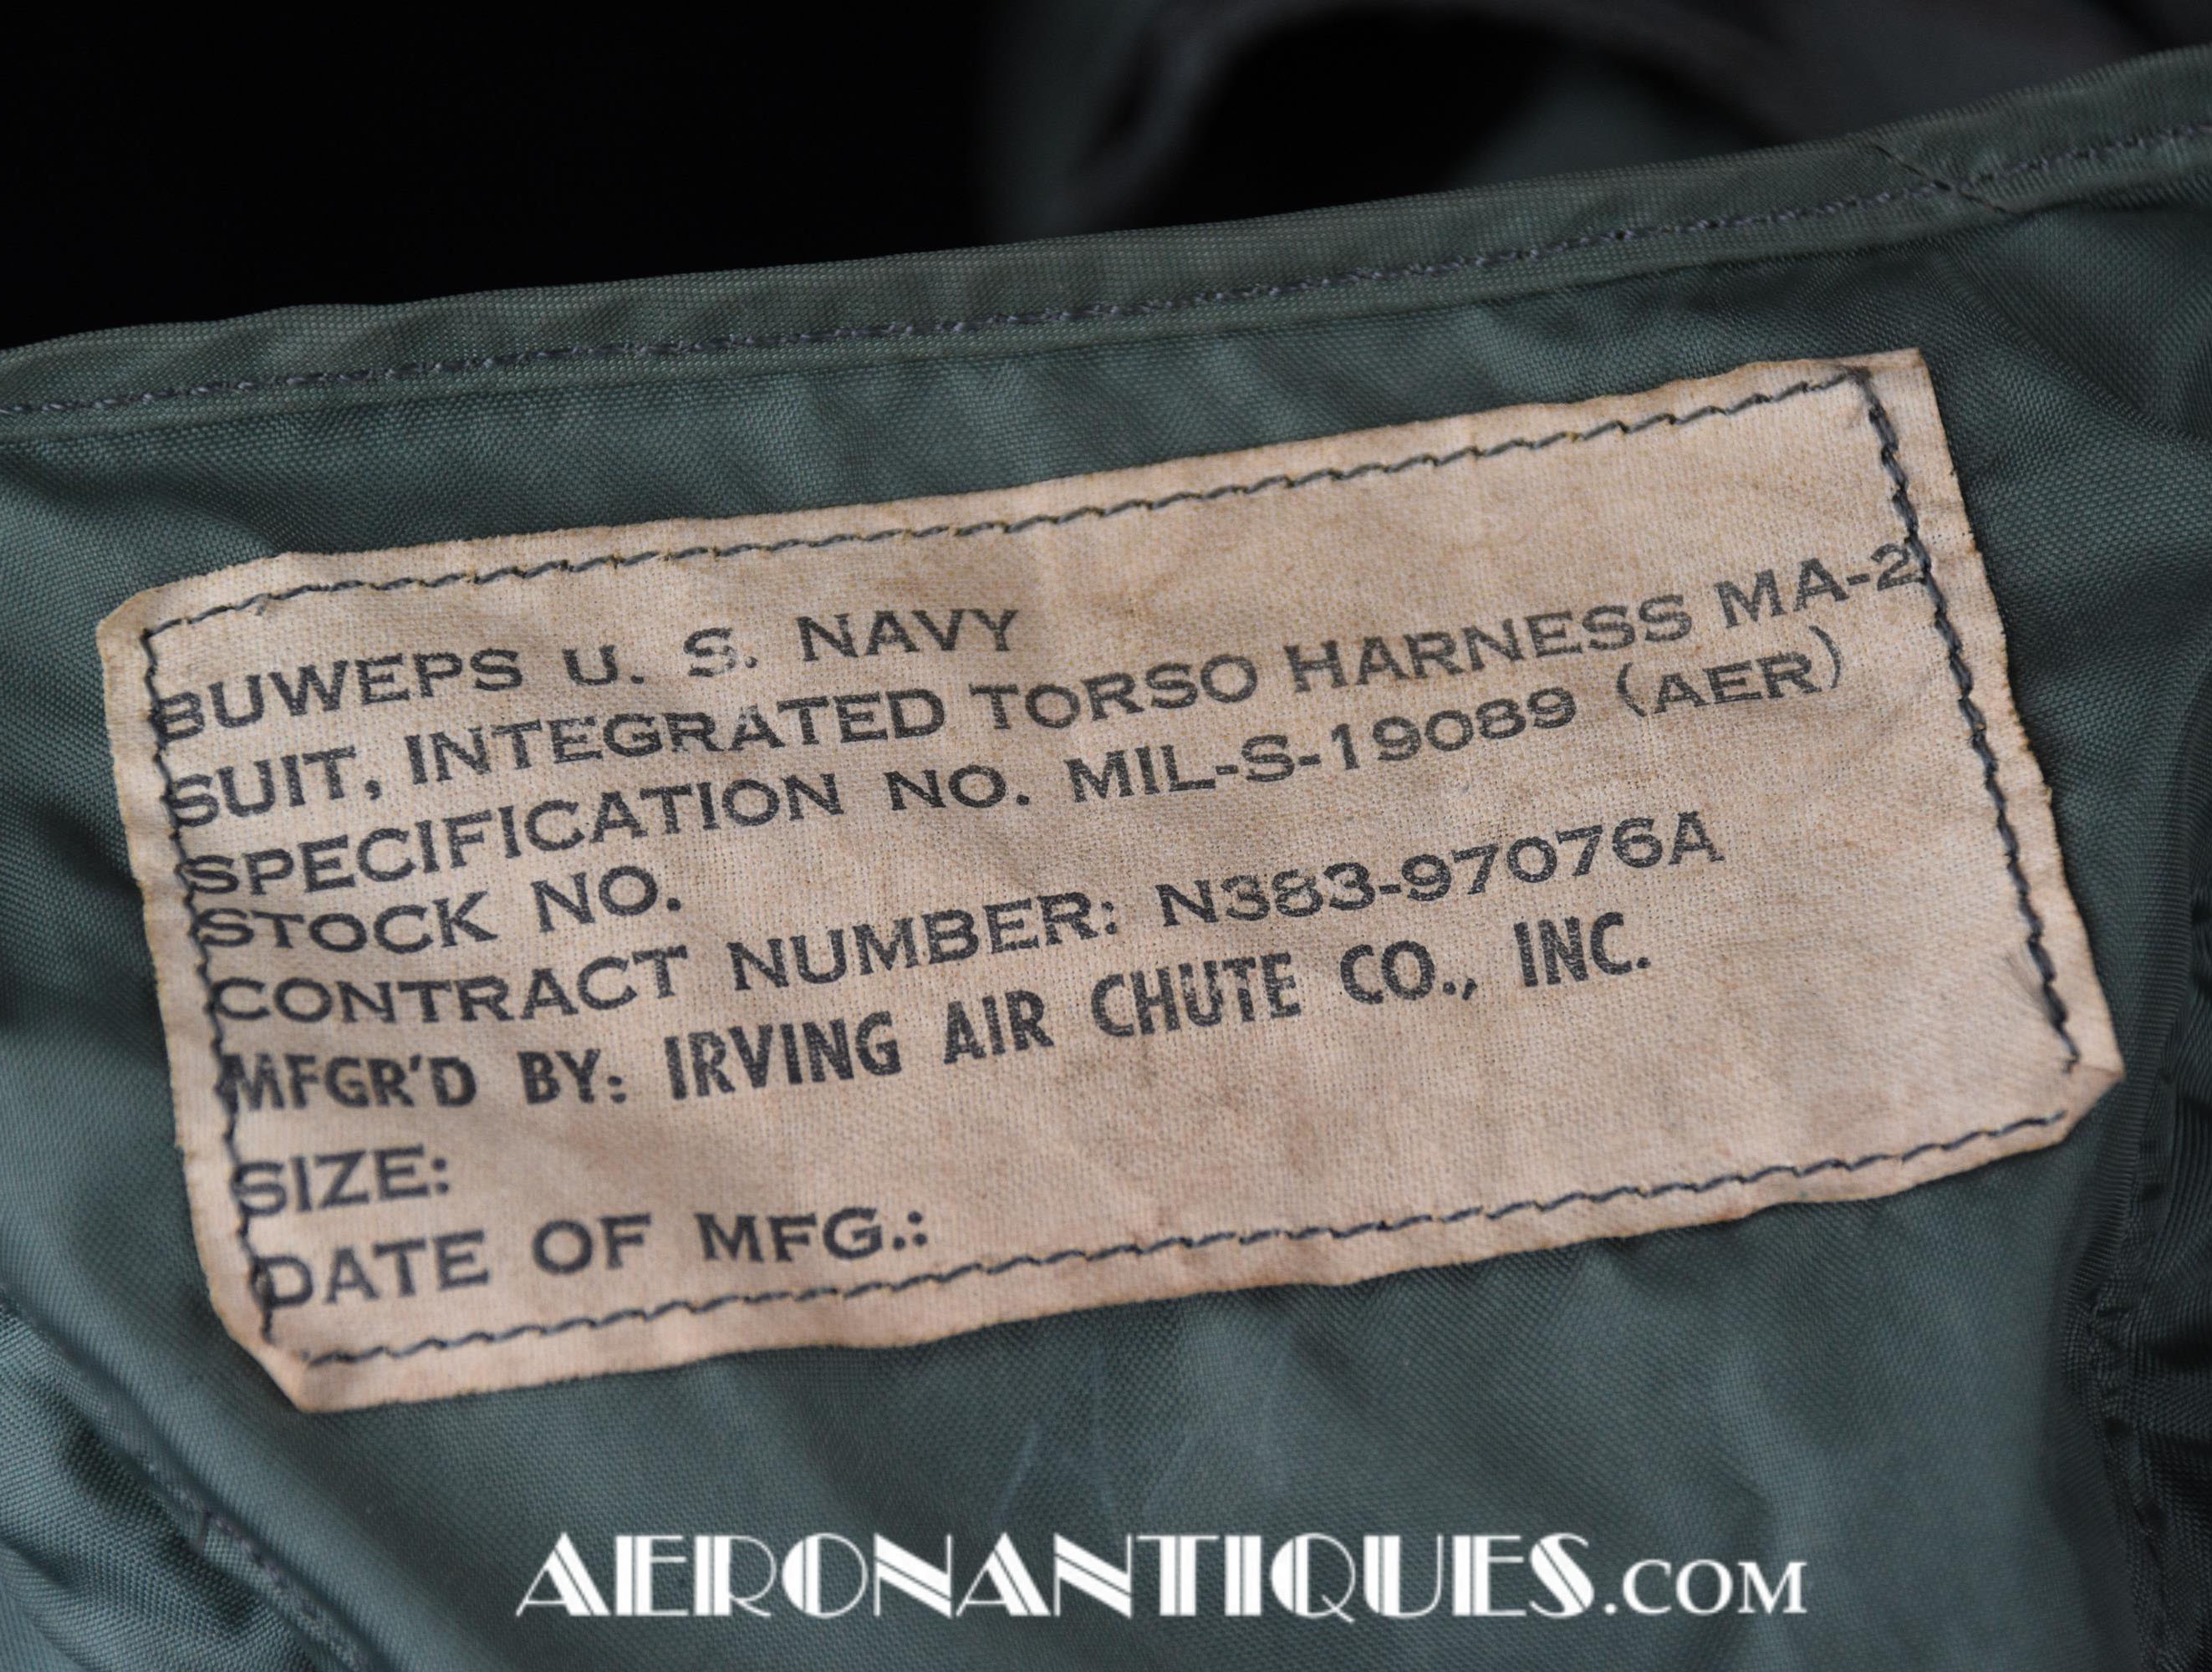 BUWEPS U. S. NAVY
SUIT, INTEGRATED TORSO HARNESS MA-2
SPECIFICATION NO. MIL-S-19089 (AER)
STOCK NO.
CONTRACT NUMBER: N383-97076A
MFGR'D BY: IRVING AIR CHUTE CO., INC.
SIZE:
DATE OF MFG.:
AERONANTIQUES.COM